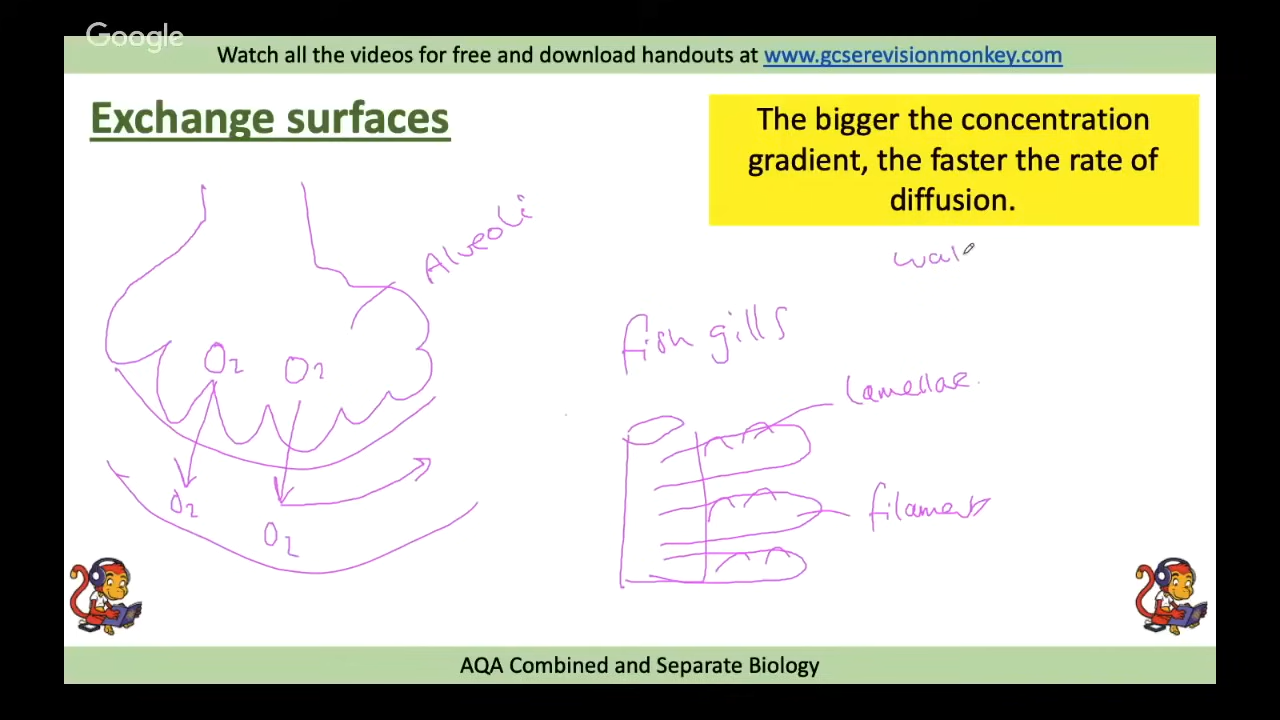 Google
Watch all the videos for free and download handouts at www.gcserevisionmonkey.com
Exchange surfaces
The bigger the concentration
gradient, the faster the rate of
diffusion.
Alveoli
O2 O2
O2
O2
fish gills
lamellae
filaments
AQA Combined and Separate Biology